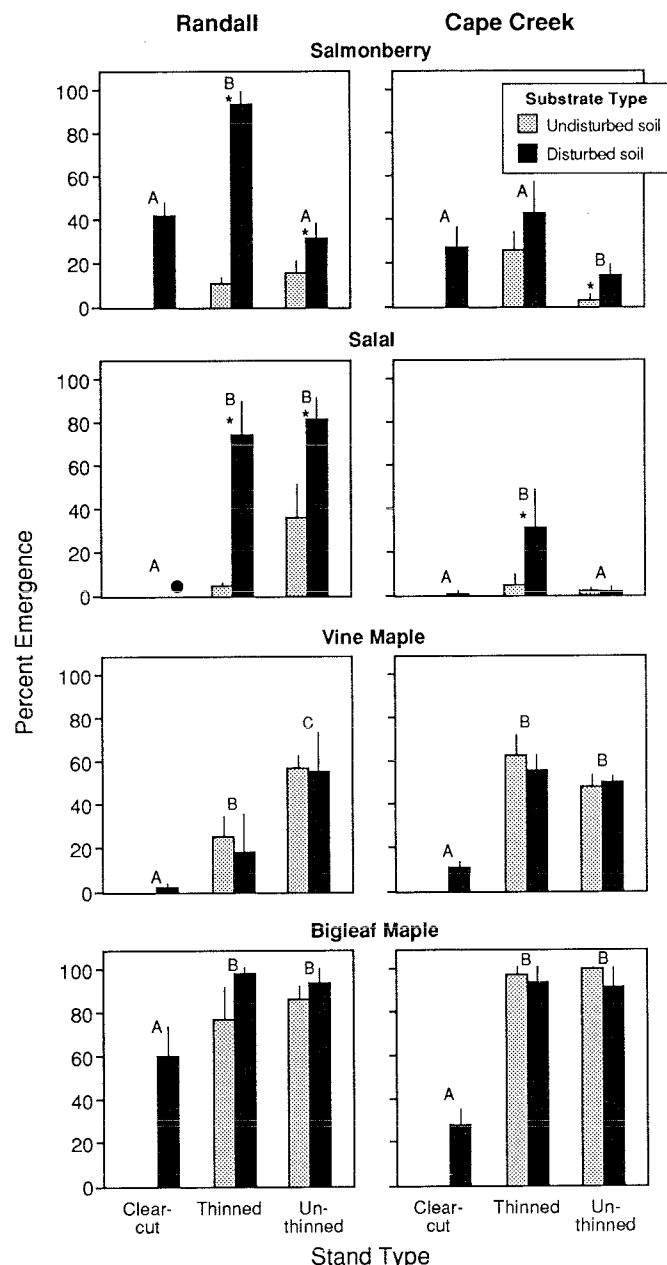 Randall
Cape Creek
Salmonberry
100
80
60
40
20
0
A
B
*
A
*
Substrate Type
Undisturbed soil
Disturbed soil
A
A
B
*
Salal
100
80
60
40
20
0
A
B
*
B
*
A
B
*
A
Percent Emergence
Vine Maple
100
80
60
40
20
0
A
B
C
A
B
B
Bigleaf Maple
100
80
60
40
20
0
A
B
B
A
B
B
Clear-
cut
Thinned
Un-
thinned
Clear-
cut
Thinned
Un-
thinned
Stand Type